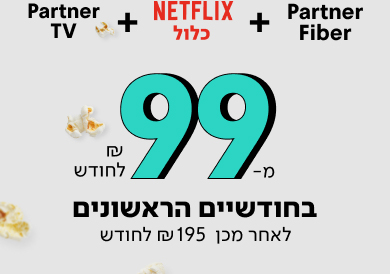 Partner Fiber + NETFLIX כלול + Partner TV
מ-99 ₪ לחודש
בחודשיים הראשונים
לאחר מכן 195 ₪ לחודש